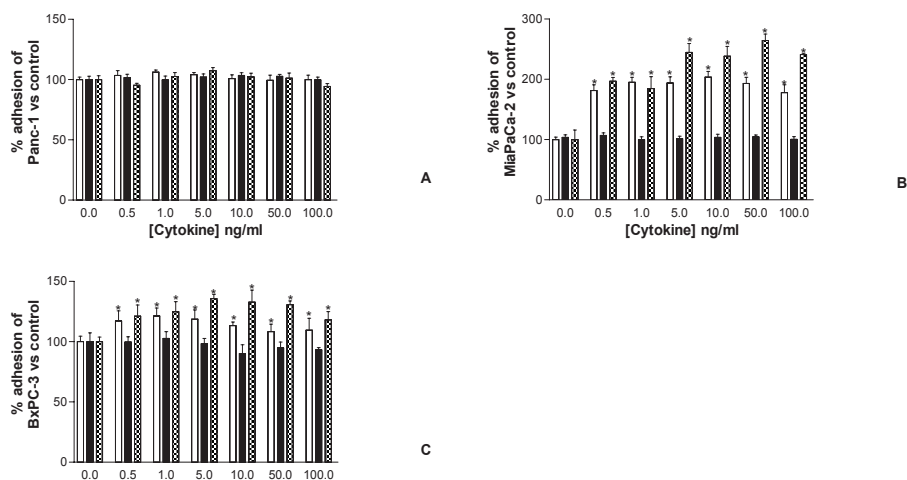 150
100
50
0
% adhesion of
Panc-1 vs control
0.0 0.5 1.0 5.0 10.0 50.0 100.0
[Cytokine] ng/ml
A
300
200
100
0
% adhesion of
MiaPaCa-2 vs control
* * * * * * * * * * * *
0.0 0.5 1.0 5.0 10.0 50.0 100.0
[Cytokine] ng/ml
B
150
100
50
0
% adhesion of
BxPC-3 vs control
* * * * * * * * * * * *
0.0 0.5 1.0 5.0 10.0 50.0 100.0
C